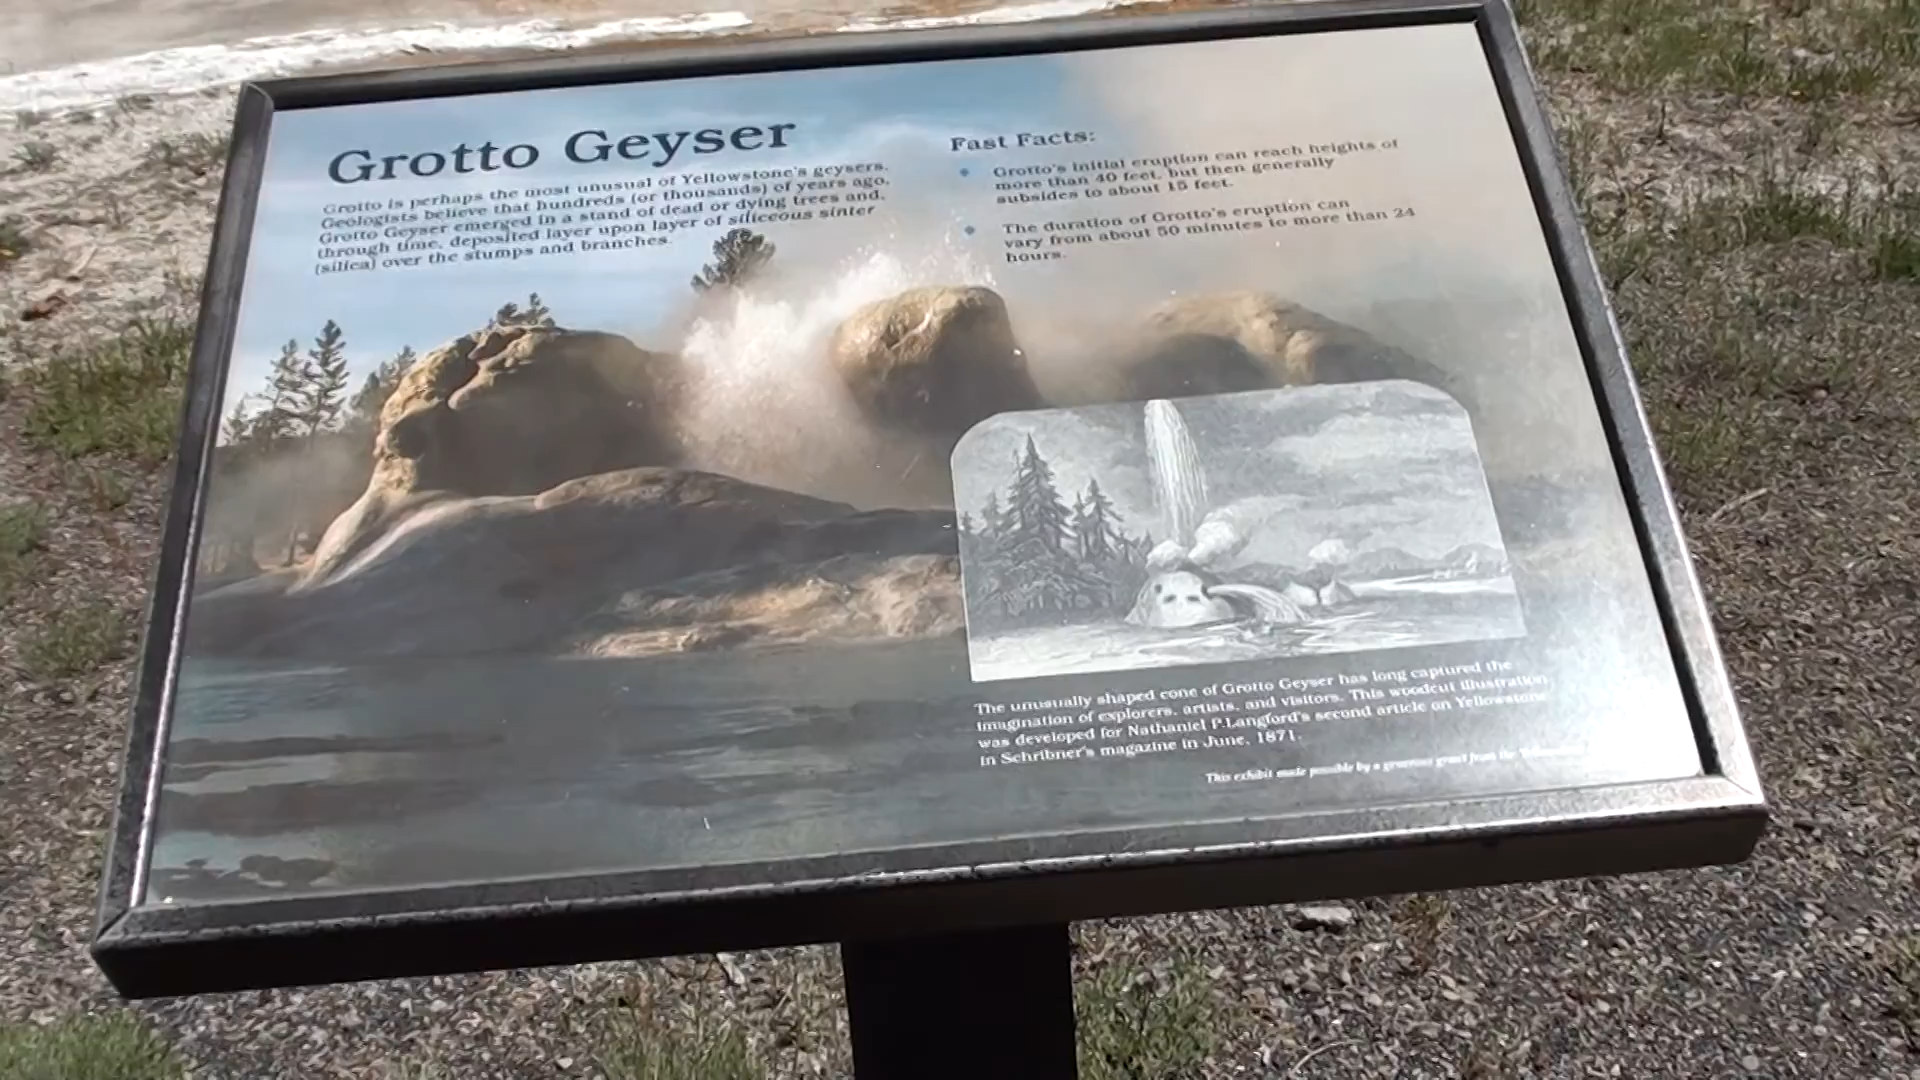 Grotto Geyser
Grotto is perhaps the most unusual of Yellowstone's geysers.
Geologists believe that hundreds (or thousands) of years ago,
Grotto Geyser emerged in a stand of dead or dying trees and,
through time, deposited layer upon layer of siliceous sinter
(silica) over the stumps and branches.
Fast Facts:
Grotto's initial eruption can reach heights of
more than 40 feet, but then generally
subsides to about 15 feet.
The duration of Grotto's eruption can
vary from about 50 minutes to more than 24
hours.
The unusually shaped cone of Grotto Geyser has long captured the
imagination of explorers, artists, and visitors. This woodcut illustration
was developed for Nathaniel P.Langford's second article on Yellowstone
in Schribner's magazine in June, 1871.
This exhibit made possible by a generous grant from the